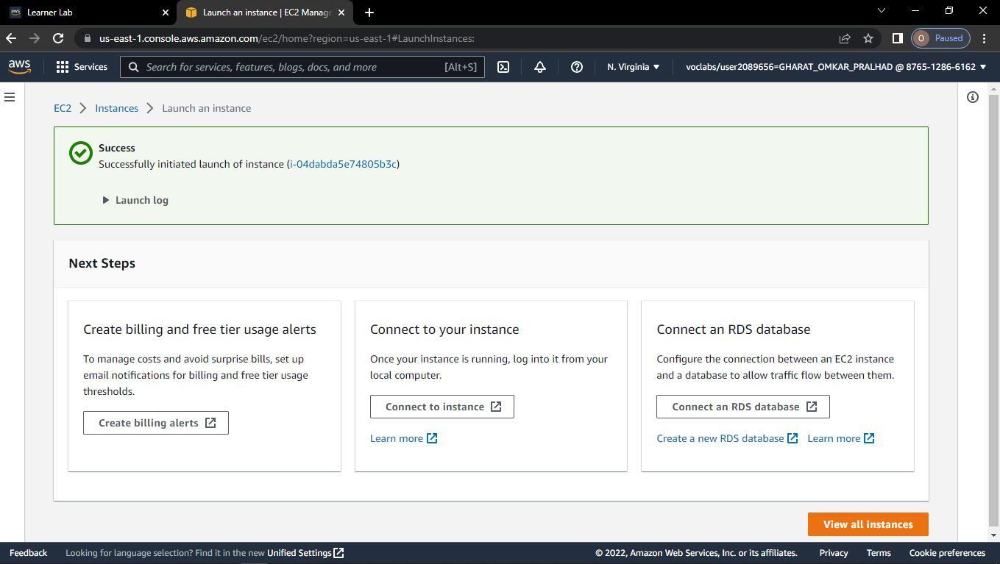 Learner Lab
Launch an instance | EC2 Manag
us-east-1.console.aws.amazon.com/ec2/home?region=us-east-1#LaunchInstances:
O Paused
aws Services Search for services, features, blogs, docs, and more [Alt+S] N. Virginia voclabs/user2089656=GHARAT_OMKAR_PRALHAD @ 8765-1286-6162
EC2 Instances Launch an instance
Success
Successfully initiated launch of instance (i-04dabda5e74805b3c)
Launch log
Next Steps
Create billing and free tier usage alerts
To manage costs and avoid surprise bills, set up
email notifications for billing and free tier usage
thresholds.
Create billing alerts
Connect to your instance
Once your instance is running, log into it from your
local computer.
Connect to instance
Learn more
Connect an RDS database
Configure the connection between an EC2 instance
and a database to allow traffic flow between them.
Connect an RDS database
Create a new RDS database Learn more
View all instances
Feedback Looking for language selection? Find it in the new Unified Settings © 2022, Amazon Web Services, Inc. or its affiliates. Privacy Terms Cookie preferences